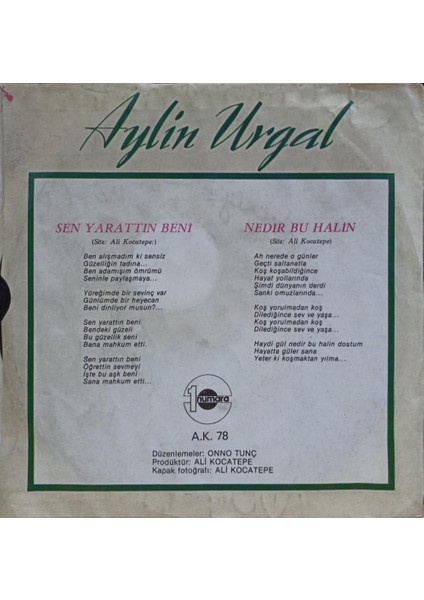 Aylin Urgal
SEN YARATTIN BENİ
(Söz: Ali Kocatepe:)
Ben alışmadım ki sensiz
Güzelliğin tadına...
Ben adamışım ömrümü
Seninle paylaşmaya...
Yüreğimde bir sevinç var
Günlümde bir heyecan
Beni dinliyor musun?...
Sen yarattın beni
Bendeki güzeli
Bu güzellik seni
Bana mahkum etti.
Sen yarattın beni
Öğrettin sevmeyi
İşte bu aşk beni
Sana mahkum etti...
NEDİR BU HALİN
(Söz: Ali Kocatepe)
Ah nerede o günler
Geçti saltanatla
Koş koşabildiğince
Hayat yollarında
Şimdi dünyanın derdi
Sanki omuzlarında...
Koş yorulmadan koş
Dilediğince sev ve yaşa...
Koş yorulmadan koş
Dilediğince sev ve yaşa...
Haydi gül nedir bu halin dostum
Hayatta güler sana
Yeter ki koşmaktan yılma...
1 numara
A.K. 78
Düzenlemeler: ONNO TUNÇ
Prodüktür: ALİ KOCATEPE
Kapak fotoğrafı: ALİ KOCATEPE